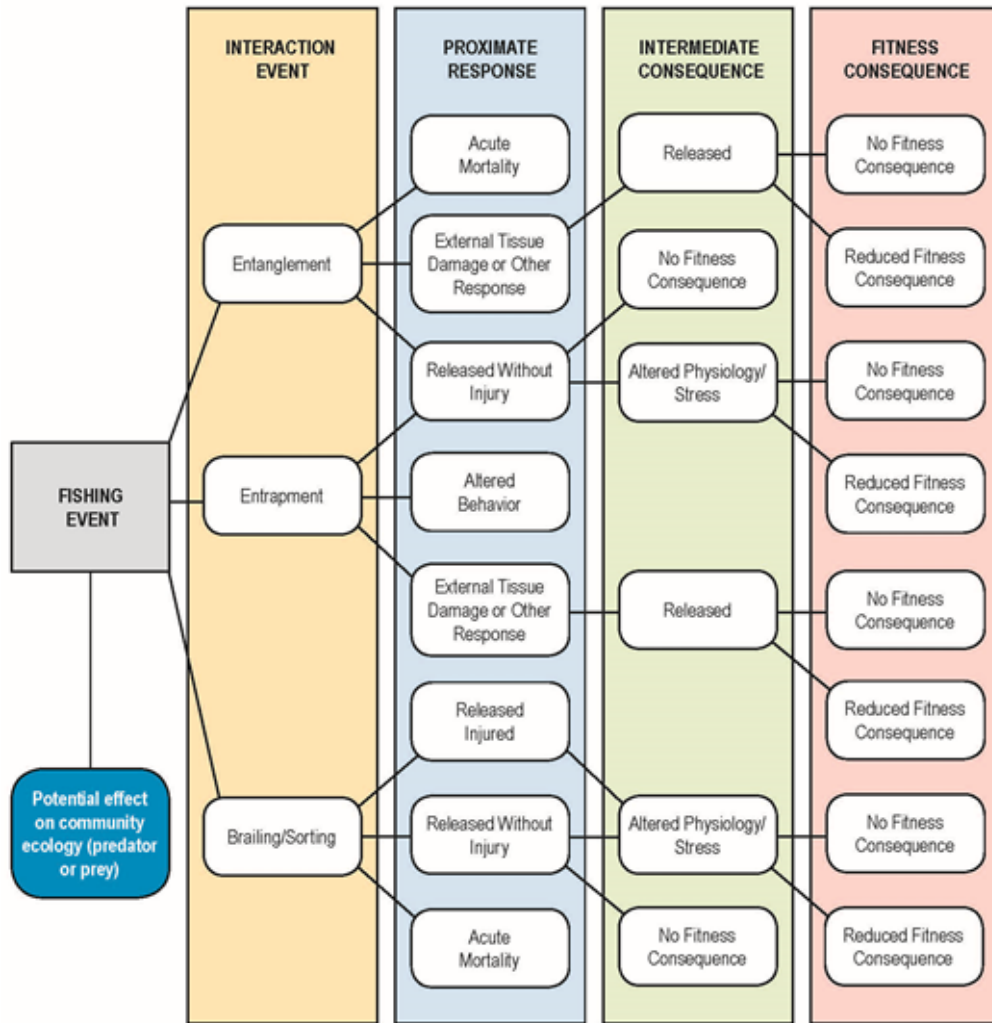 INTERACTION
EVENT
PROXIMATE
RESPONSE
INTERMEDIATE
CONSEQUENCE
FITNESS
CONSEQUENCE
FISHING
EVENT
Potential effect
on community
ecology (predator
or prey)
Entanglement
Entrapment
Brailing/Sorting
Acute
Mortality
External Tissue
Damage or Other
Response
Released Without
Injury
Altered
Behavior
External Tissue
Damage or Other
Response
Released
Injured
Released Without
Injury
Acute
Mortality
Released
No Fitness
Consequence
Altered Physiology/
Stress
Released
Altered Physiology/
Stress
No Fitness
Consequence
No Fitness
Consequence
Reduced Fitness
Consequence
No Fitness
Consequence
Reduced Fitness
Consequence
No Fitness
Consequence
Reduced Fitness
Consequence
No Fitness
Consequence
Reduced Fitness
Consequence